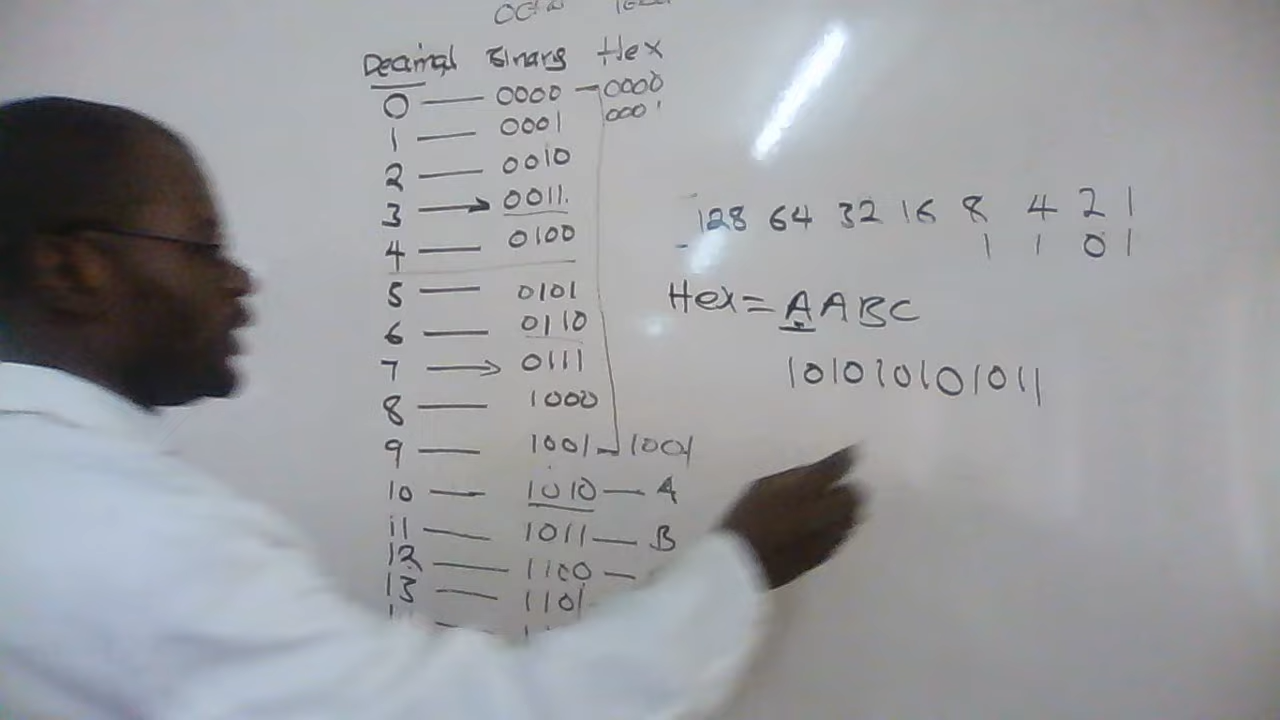 Decimal Binary Hex
0 — 0000 — 0000
1 — 0001 0001
2 — 0010
3 → 0011.
4 — 0100
5 — 0101
6 — 0110
7 → 0111
8 — 1000
9 — 1001 — 1001
10 — 1010 — A
11 — 1011 — B
12 — 1100 —
13 — 1101
128 64 32 16 8 4 2 1
1 1 0 1
Hex = AABC
101010101011